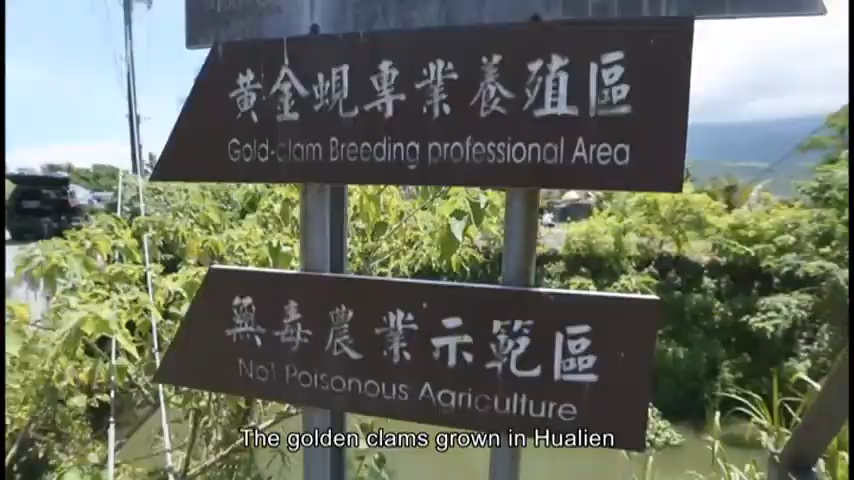 黃金蜆專業養殖區
Gold-clam Breeding professional Area
無毒農業示範區
Not Poisonous Agriculture
The golden clams grown in Hualien